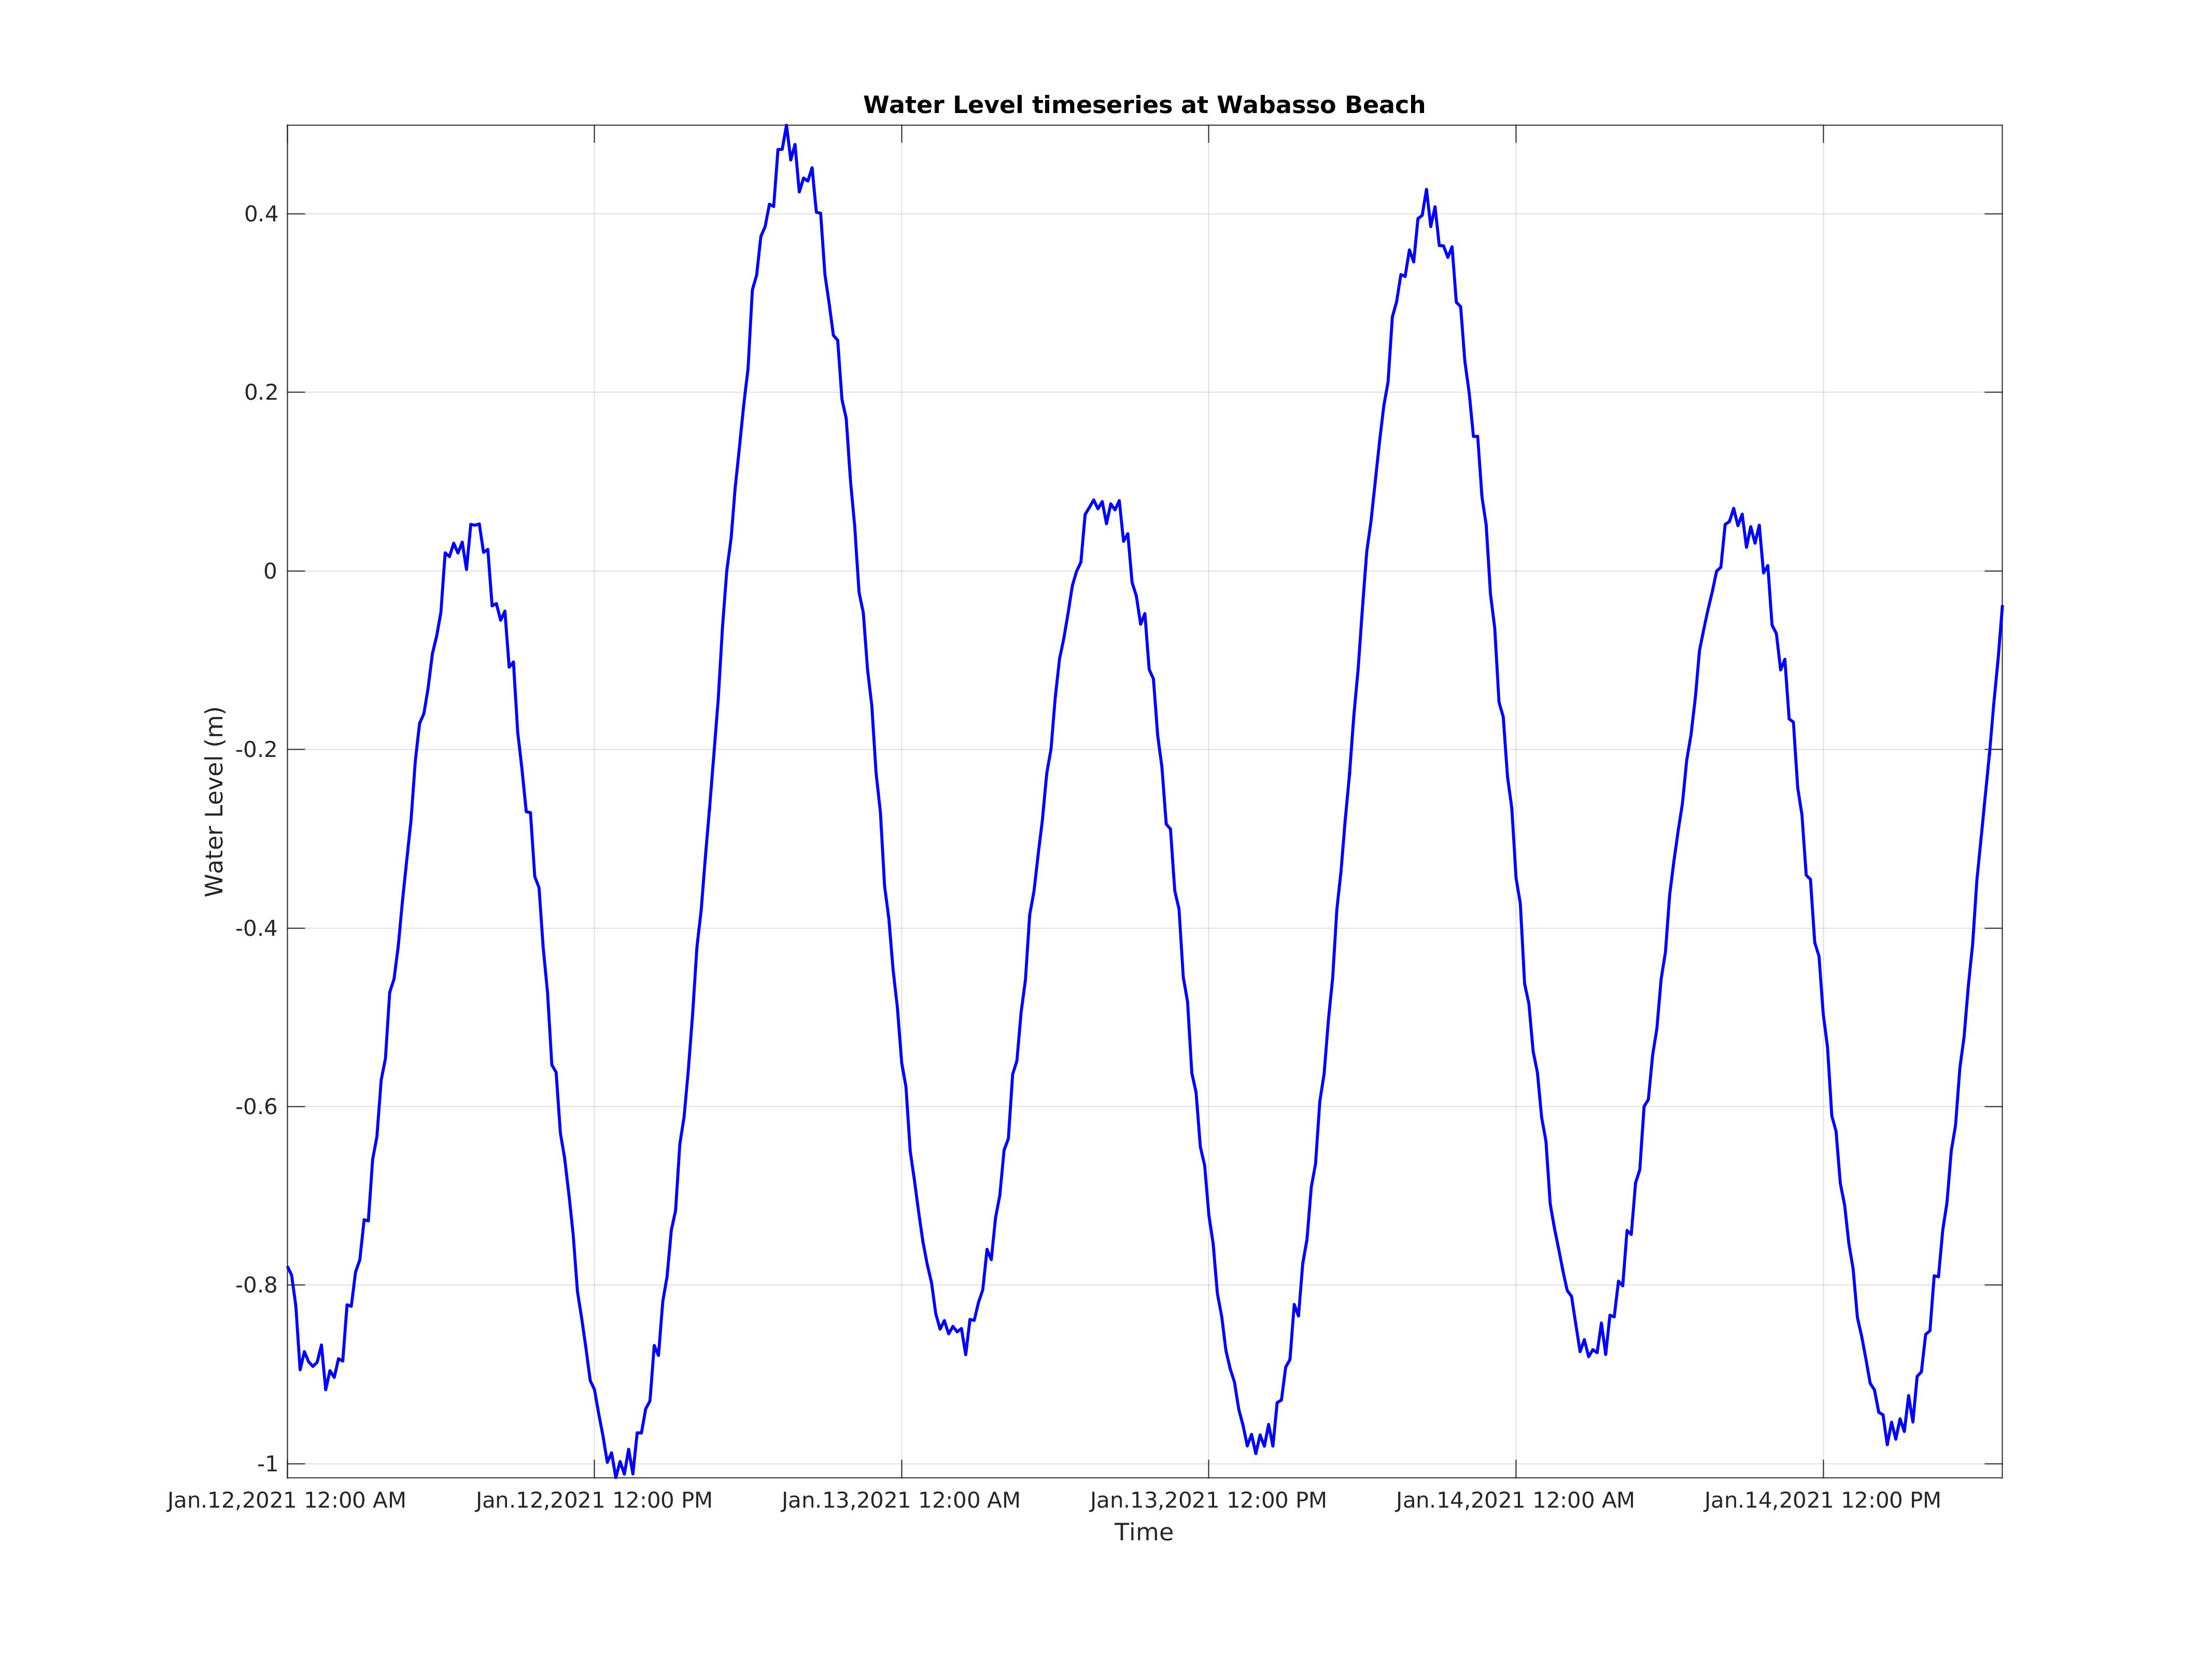 Water Level timeseries at Wabasso Beach
0.4
0.2
0
-0.2
-0.4
-0.6
-0.8
-1
Water Level (m)
Jan.12,2021 12:00 AM Jan.12,2021 12:00 PM Jan.13,2021 12:00 AM Jan.13,2021 12:00 PM Jan.14,2021 12:00 AM Jan.14,2021 12:00 PM
Time